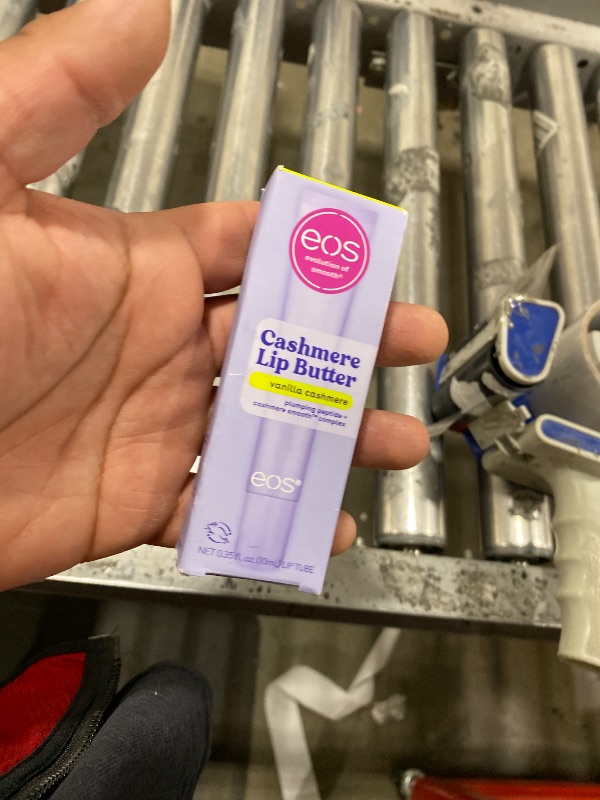 eos
evolution of
smooth®
Cashmere
Lip Butter
vanilla cashmere
plumping peptide +
cashmere smooth™ complex
eos®
NET 0.35 fl. oz. (10mL) LIP TUBE